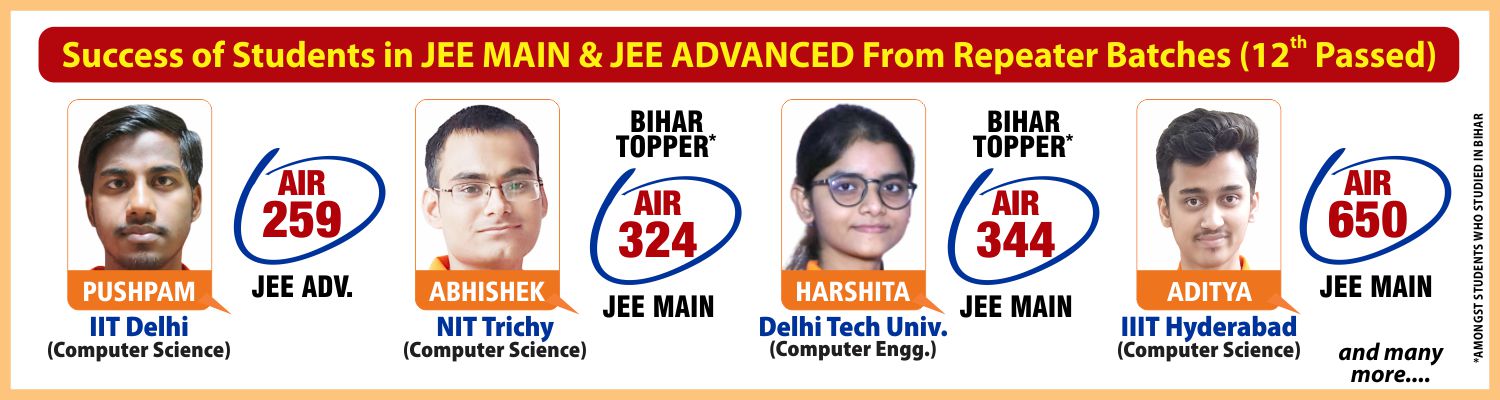 Success of Students in JEE MAIN & JEE ADVANCED From Repeater Batches (12th Passed)
AIR
259
JEE ADV.
PUSHPAM
IIT Delhi
(Computer Science)
BIHAR
TOPPER*
AIR
324
JEE MAIN
ABHISHEK
NIT Trichy
(Computer Science)
BIHAR
TOPPER*
AIR
344
JEE MAIN
HARSHITA
Delhi Tech Univ.
(Computer Engg.)
AIR
650
JEE MAIN
ADITYA
IIIT Hyderabad
(Computer Science)
and many
more....
*AMONGST STUDENTS WHO STUDIED IN BIHAR